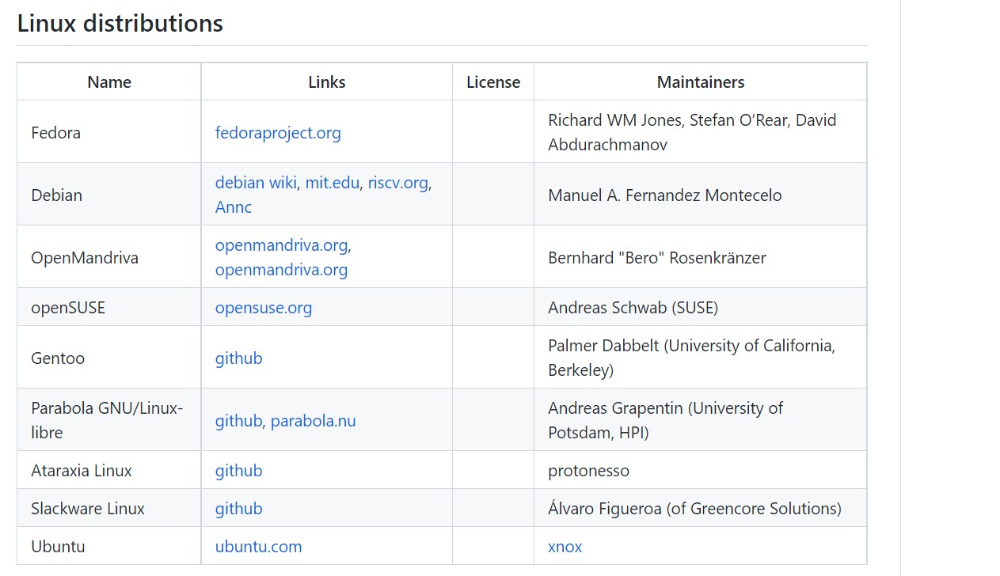 Linux distributions
Name Links License Maintainers
Fedora fedoraproject.org Richard WM Jones, Stefan O’Rear, David
Abdurachmanov
Debian debian wiki, mit.edu, riscv.org,
Annc Manuel A. Fernandez Montecelo
OpenMandriva openmandriva.org,
openmandriva.org Bernhard "Bero" Rosenkränzer
openSUSE opensuse.org Andreas Schwab (SUSE)
Gentoo github Palmer Dabbelt (University of California,
Berkeley)
Parabola GNU/Linux-
libre github, parabola.nu Andreas Grapentin (University of
Potsdam, HPI)
Ataraxia Linux github protonesso
Slackware Linux github Álvaro Figueroa (of Greencore Solutions)
Ubuntu ubuntu.com xnox